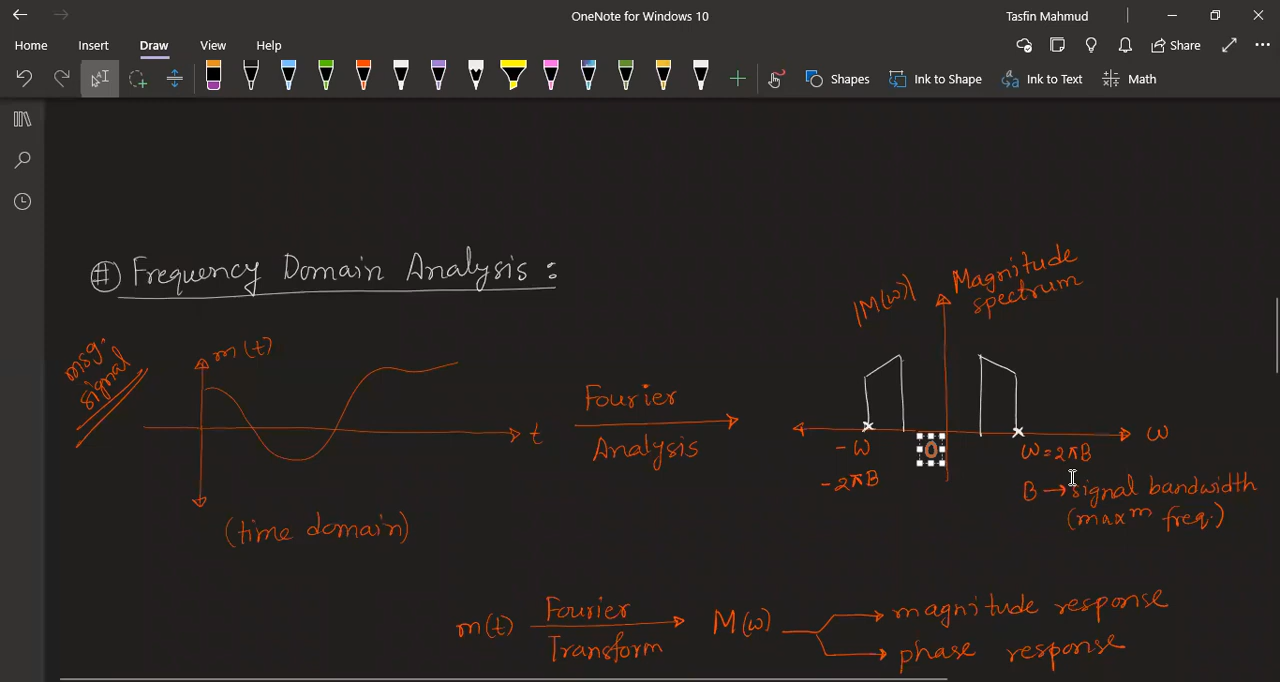 OneNote for Windows 10
Tasfin Mahmud
Home Insert Draw View Help
Share
Shapes
Ink to Shape
Ink to Text
Math
# Frequency Domain Analysis :
msg. signal
m(t)
t
(time domain)
Fourier
Analysis
|M(ω)|
Magnitude
spectrum
ω
-W
-2πB
0
W = 2πB
B → signal bandwidth
(maxᵐ freq.)
m(t)
Fourier
Transform
M(ω)
magnitude response
phase response